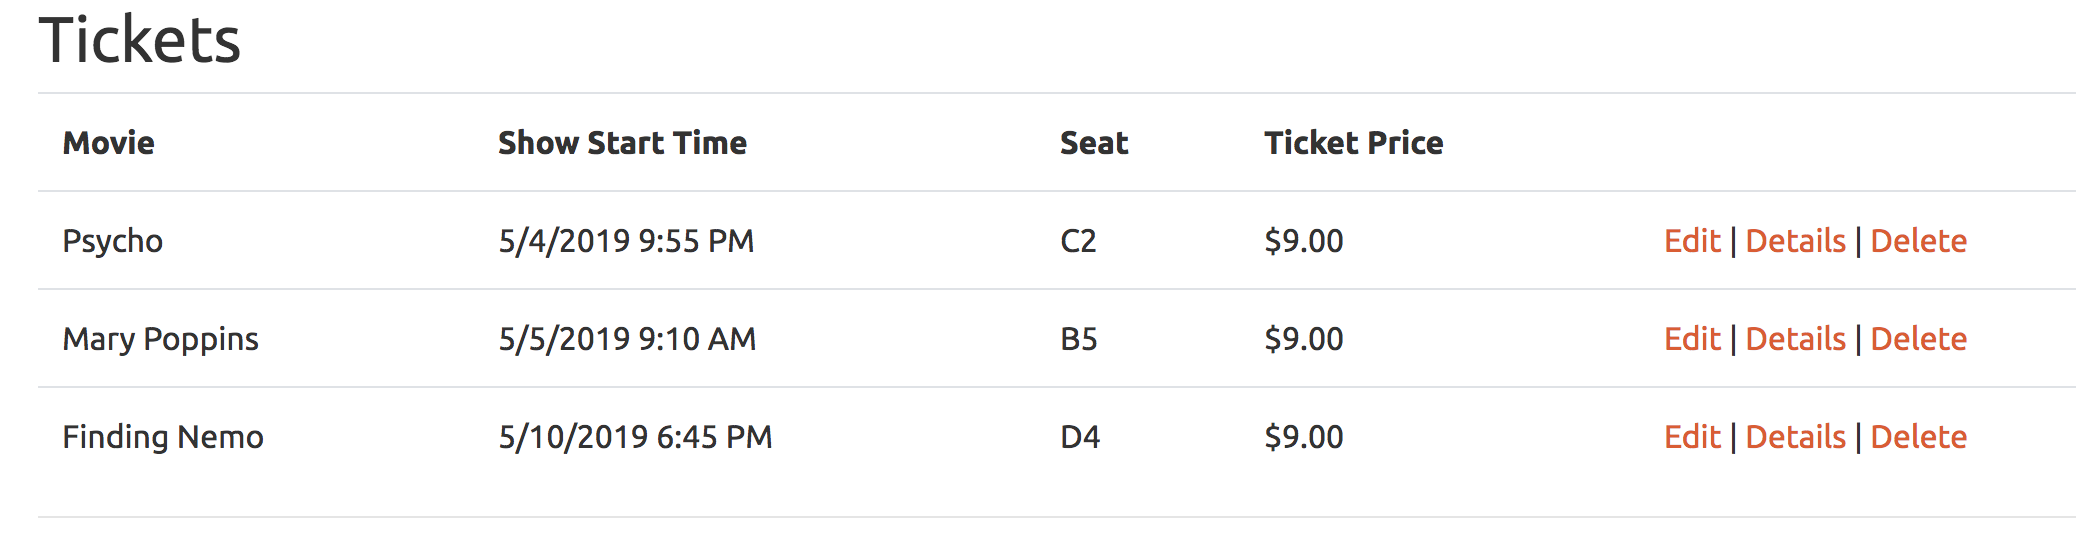 Tickets
Movie Show Start Time Seat Ticket Price
Psycho 5/4/2019 9:55 PM C2 $9.00 Edit | Details | Delete
Mary Poppins 5/5/2019 9:10 AM B5 $9.00 Edit | Details | Delete
Finding Nemo 5/10/2019 6:45 PM D4 $9.00 Edit | Details | Delete